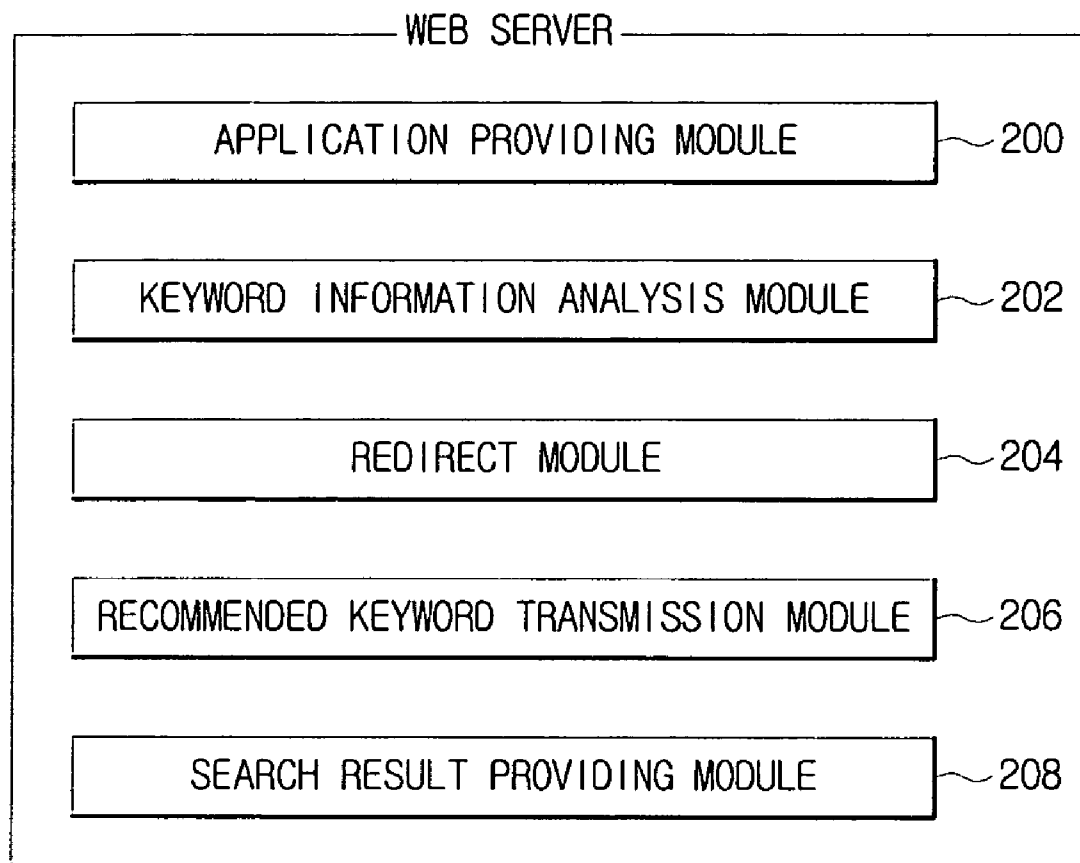 WEB SERVER
APPLICATION PROVIDING MODULE 200
KEYWORD INFORMATION ANALYSIS MODULE 202
REDIRECT MODULE 204
RECOMMENDED KEYWORD TRANSMISSION MODULE 206
SEARCH RESULT PROVIDING MODULE 208